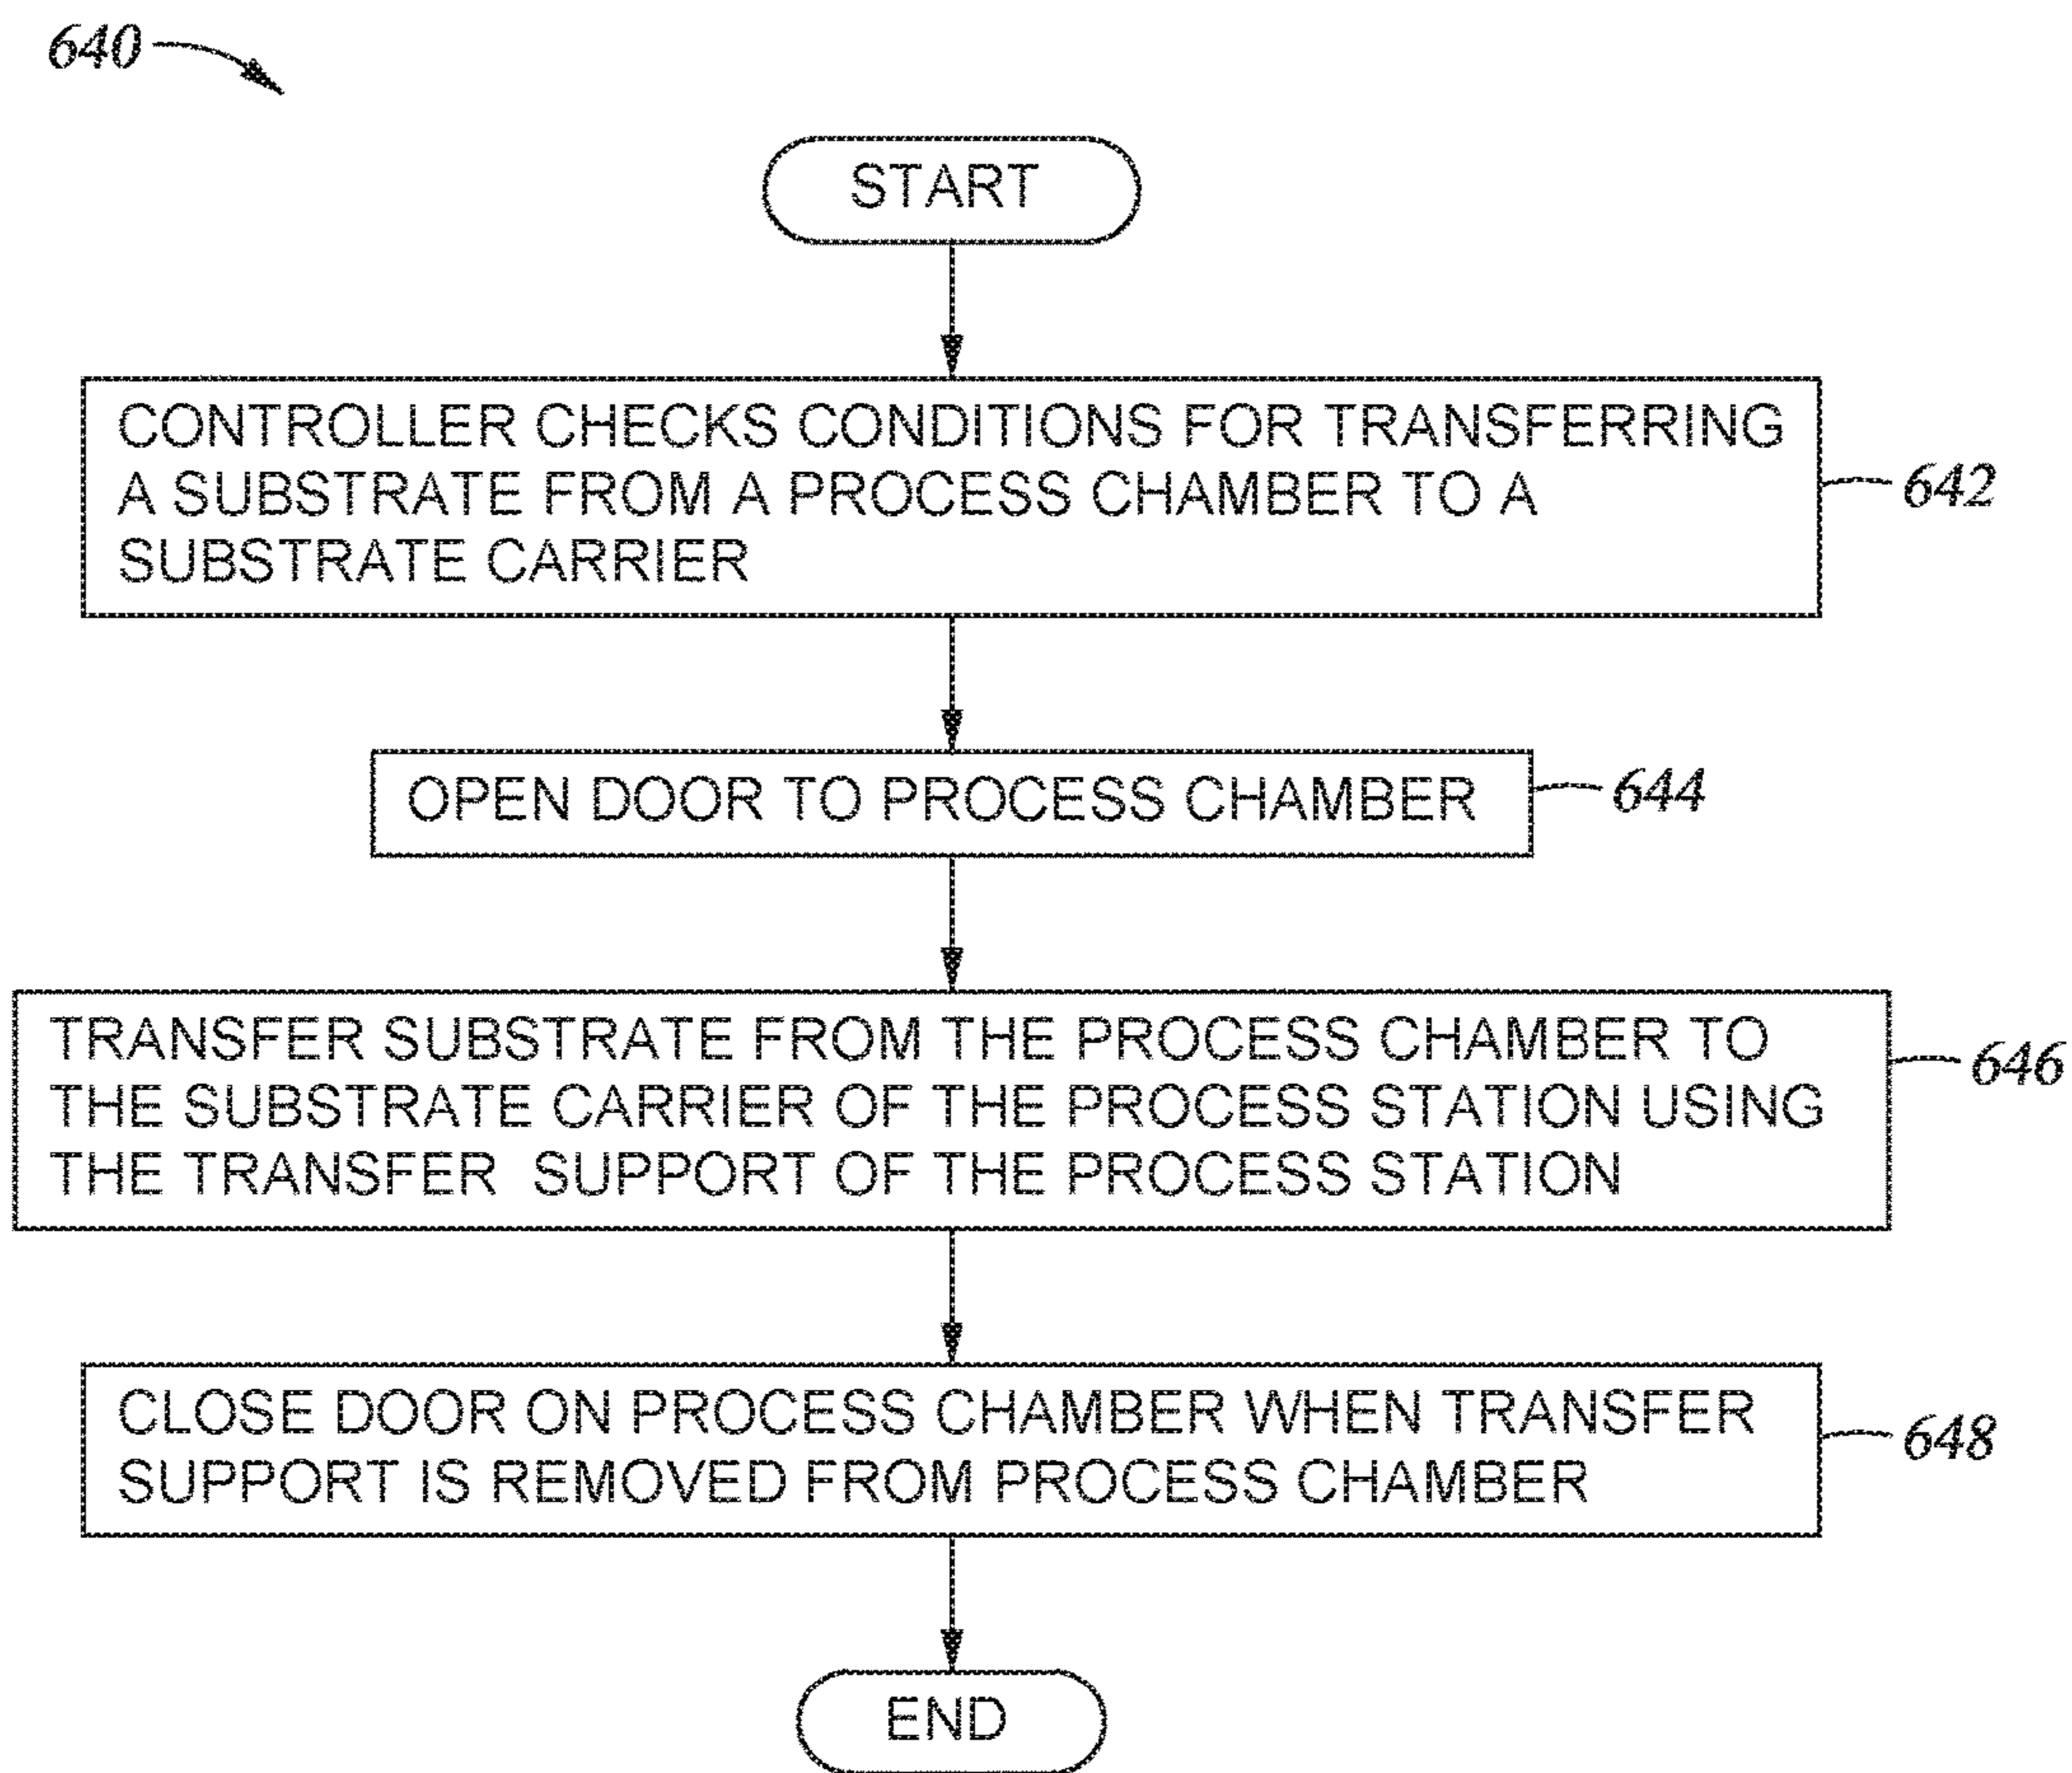 640
START
CONTROLLER CHECKS CONDITIONS FOR TRANSFERRING
A SUBSTRATE FROM A PROCESS CHAMBER TO A
SUBSTRATE CARRIER
642
OPEN DOOR TO PROCESS CHAMBER
644
TRANSFER SUBSTRATE FROM THE PROCESS CHAMBER TO
THE SUBSTRATE CARRIER OF THE PROCESS STATION USING
THE TRANSFER SUPPORT OF THE PROCESS STATION
646
CLOSE DOOR ON PROCESS CHAMBER WHEN TRANSFER
SUPPORT IS REMOVED FROM PROCESS CHAMBER
648
END